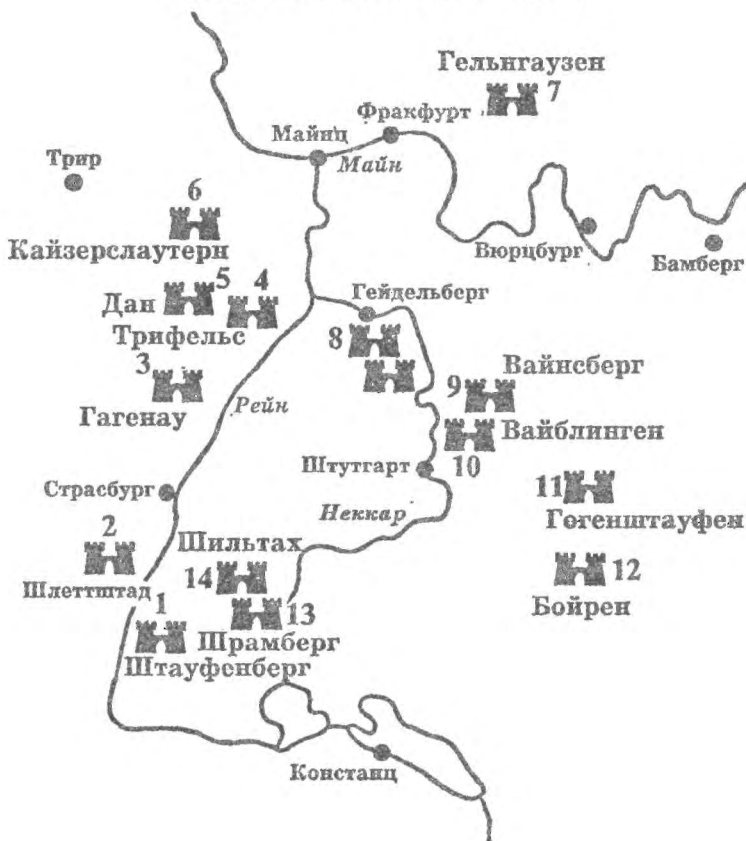 Гельнгаузен
7
Фракфурт
Майнц
Майн
Трир
6
Кайзерслаутерн
Вюрцбург
Бамберг
Дан
5
4
Трифельс
Гейдельберг
8
3
Гагенау
Рейн
9
Вайнсберг
Вайблинген
10
Штутгарт
Страсбург
11
Гогенштауфен
Неккар
2
Шлеттштад
Шильтах
14
12
Бойрен
1
13
Шрамберг
Штауфенберг
Констанц